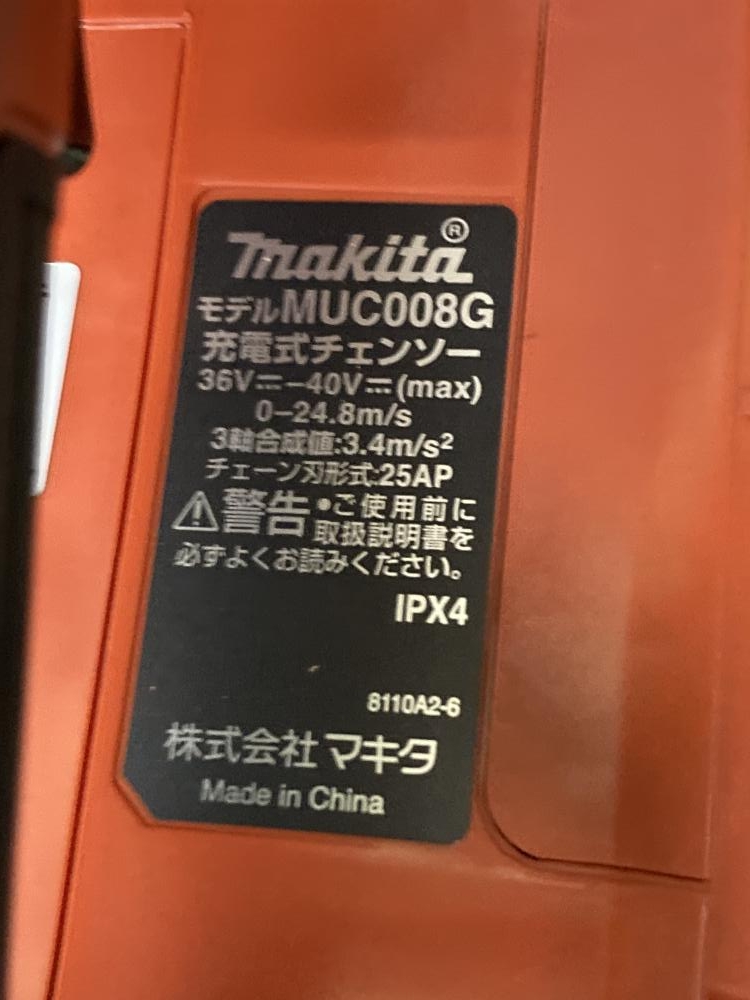 makita®
モデルMUC008G
充電式チェンソー
36V⎓-40V⎓(max)
0-24.8m/s
3軸合成値:3.4m/s²
チェーン刃形式:25AP
⚠警告 •ご使用前に
取扱説明書を
必ずよくお読みください。
IPX4
8110A2-6
株式会社マキタ
Made in China